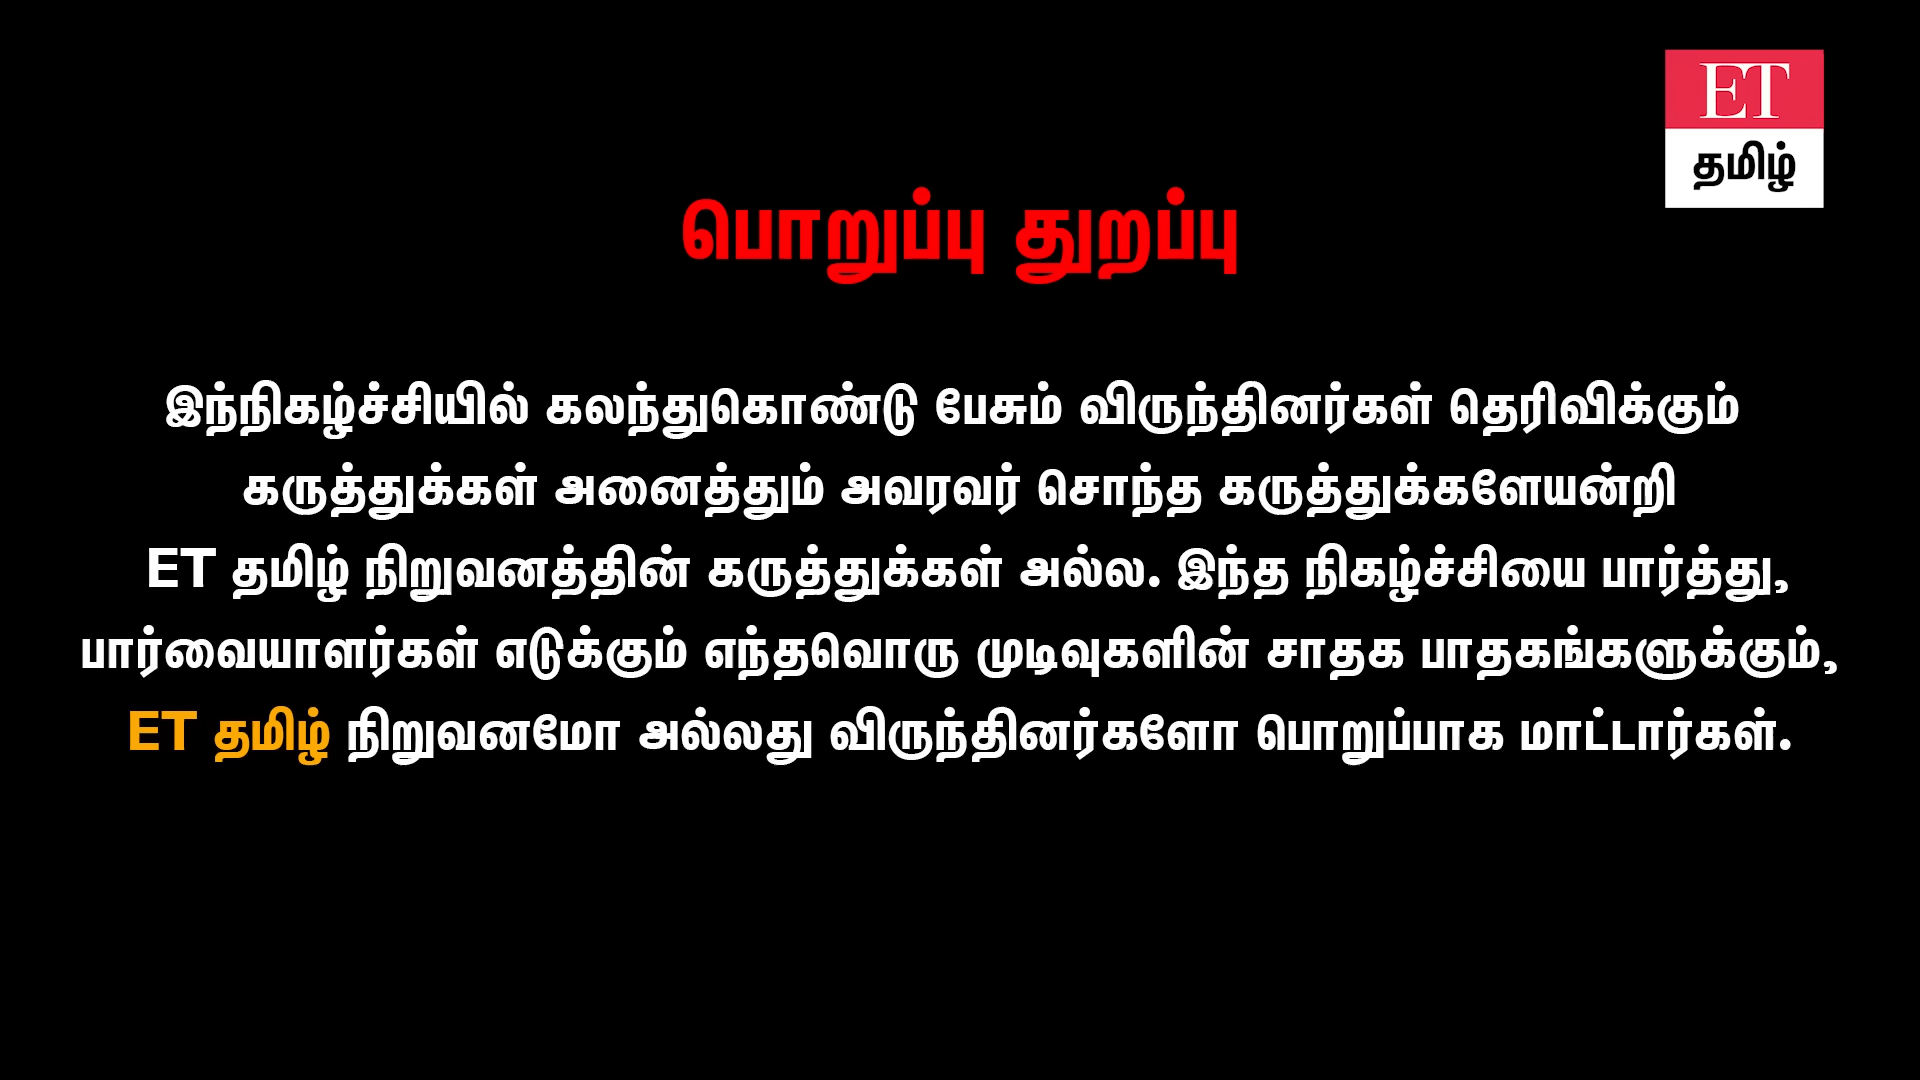 ET
தமிழ்
பொறுப்பு துறப்பு
இந்நிகழ்ச்சியில் கலந்துகொண்டு பேசும் விருந்தினர்கள் தெரிவிக்கும்
கருத்துக்கள் அனைத்தும் அவரவர் சொந்த கருத்துக்களேயன்றி
ET தமிழ் நிறுவனத்தின் கருத்துக்கள் அல்ல. இந்த நிகழ்ச்சியை பார்த்து,
பார்வையாளர்கள் எடுக்கும் எந்தவொரு முடிவுகளின் சாதக பாதகங்களுக்கும்,
ET தமிழ் நிறுவனமோ அல்லது விருந்தினர்களோ பொறுப்பாக மாட்டார்கள்.